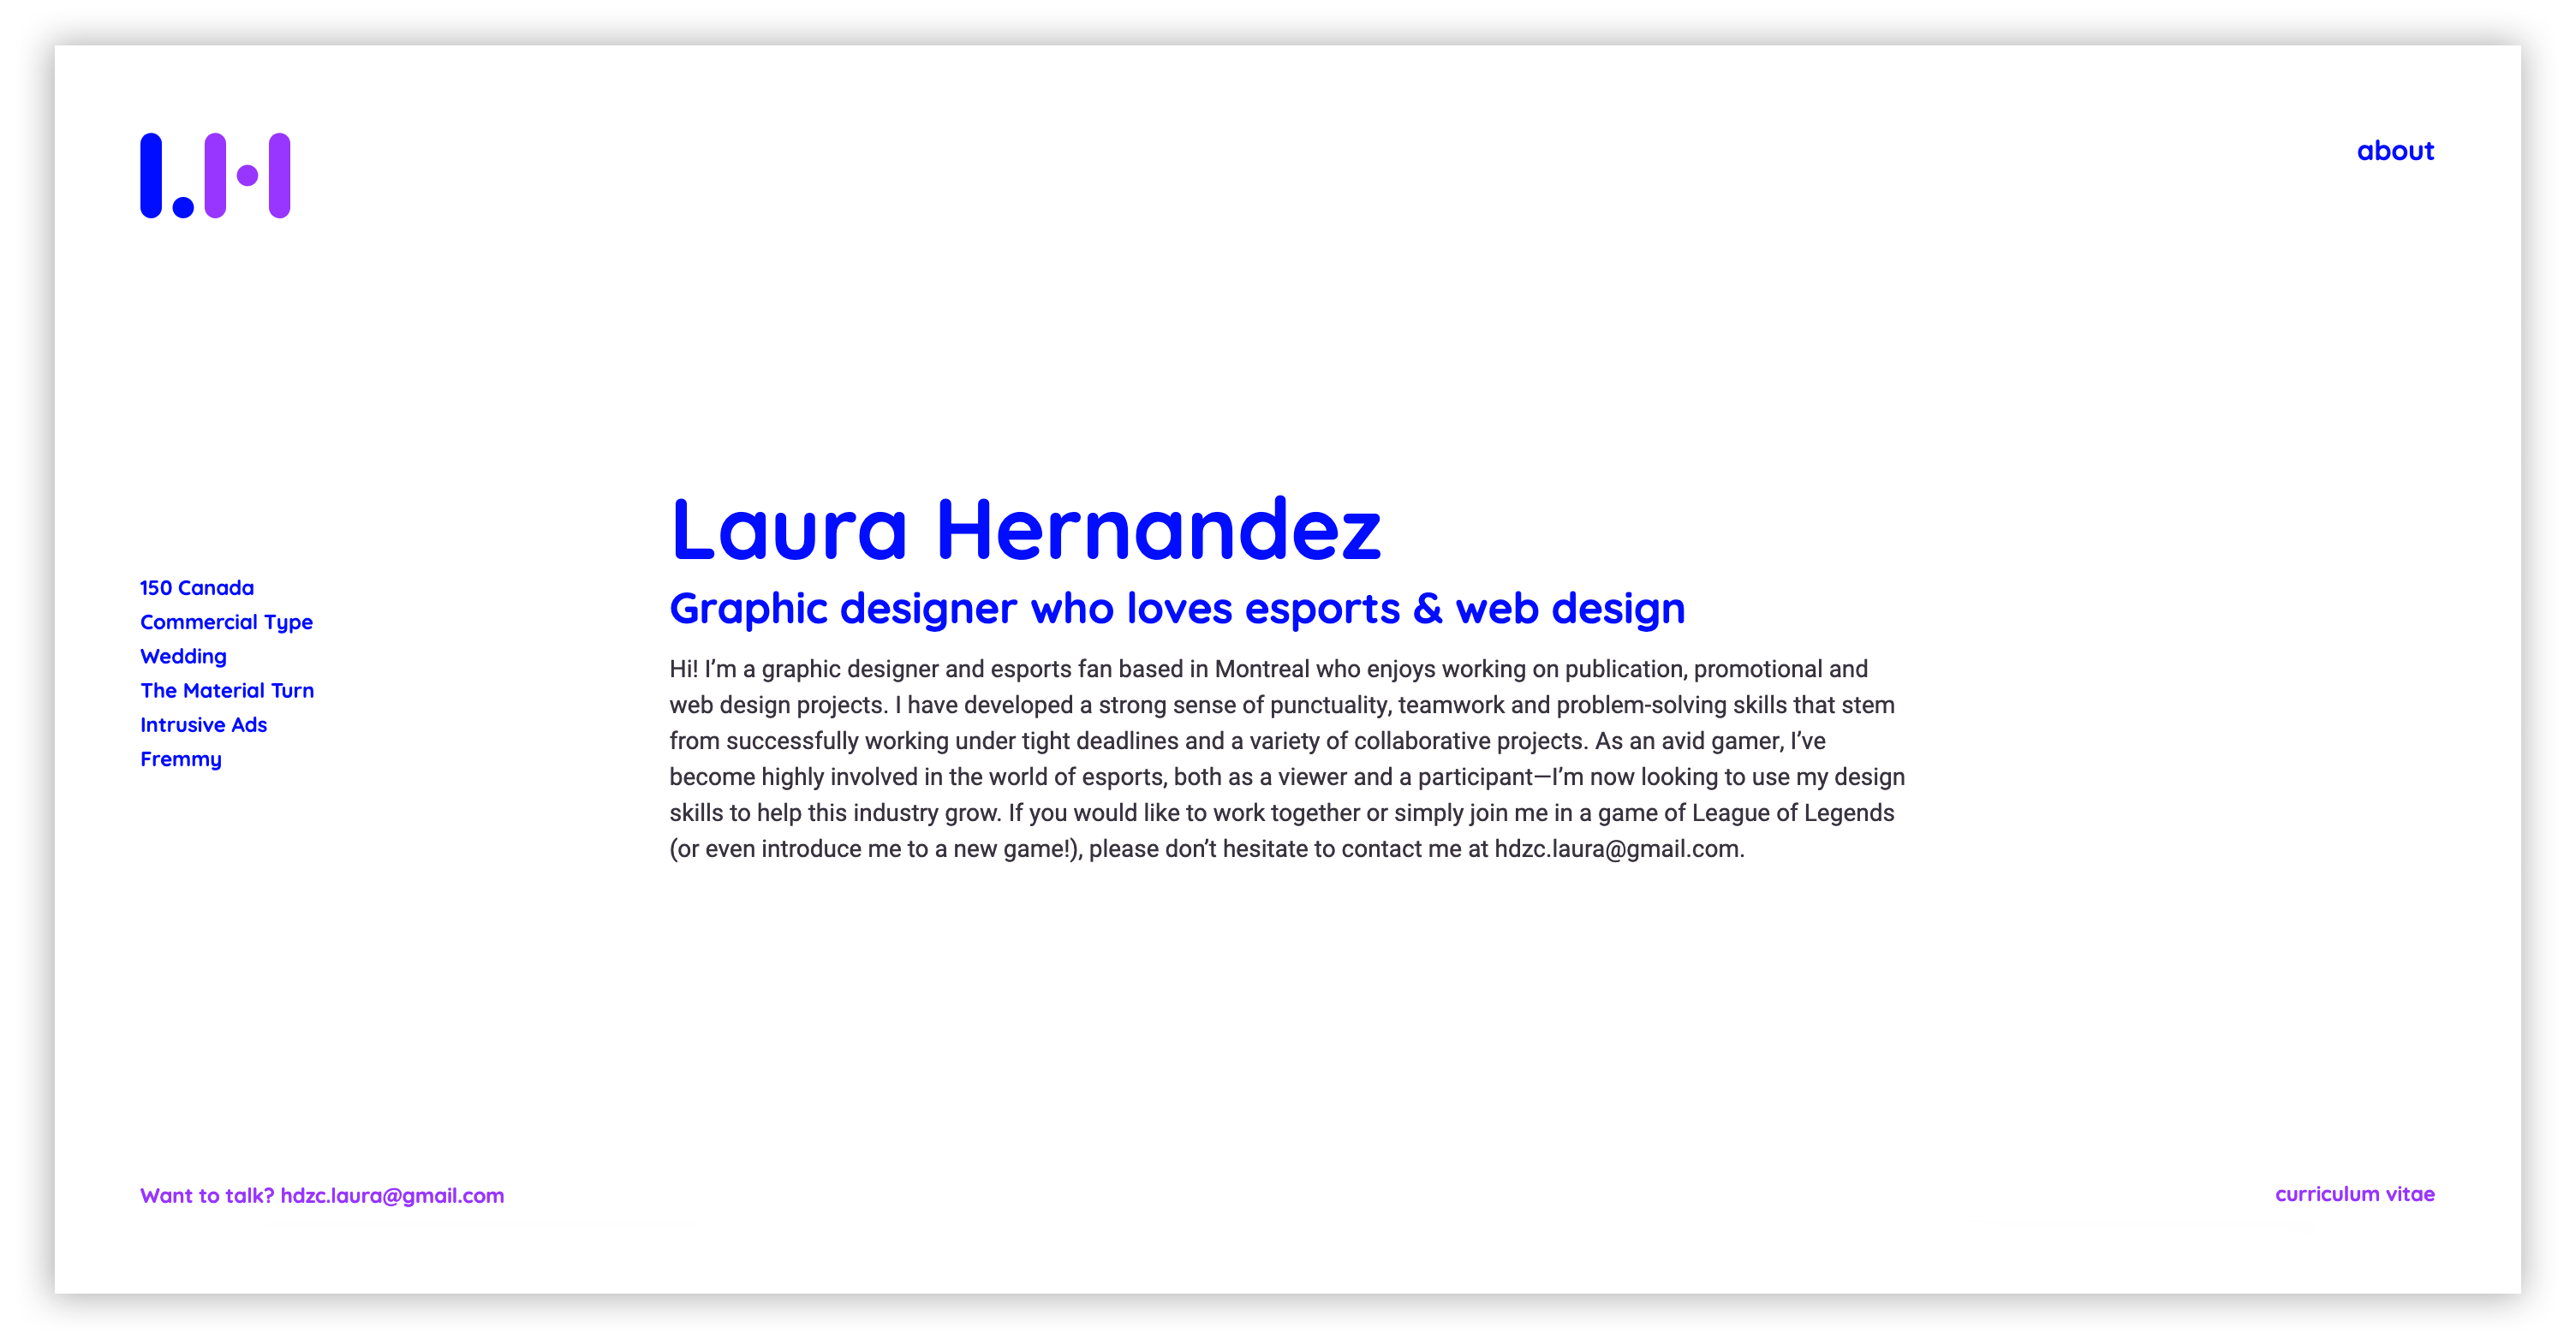 L.H
about
150 Canada
Commercial Type
Wedding
The Material Turn
Intrusive Ads
Fremmy
Laura Hernandez
Graphic designer who loves esports & web design
Hi! I’m a graphic designer and esports fan based in Montreal who enjoys working on publication, promotional and
web design projects. I have developed a strong sense of punctuality, teamwork and problem-solving skills that stem
from successfully working under tight deadlines and a variety of collaborative projects. As an avid gamer, I’ve
become highly involved in the world of esports, both as a viewer and a participant—I’m now looking to use my design
skills to help this industry grow. If you would like to work together or simply join me in a game of League of Legends
(or even introduce me to a new game!), please don’t hesitate to contact me at hdzc.laura@gmail.com.
Want to talk? hdzc.laura@gmail.com
curriculum vitae